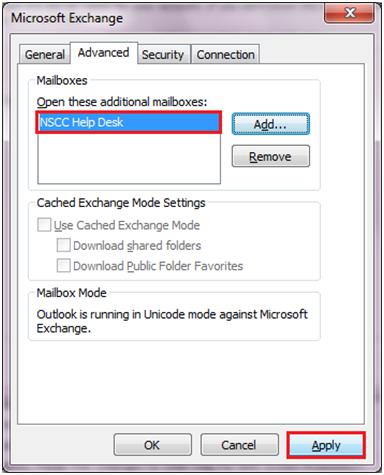 Microsoft Exchange
General Advanced Security Connection
Mailboxes
Open these additional mailboxes:
NSCC Help Desk
Add...
Remove
Cached Exchange Mode Settings
Use Cached Exchange Mode
Download shared folders
Download Public Folder Favorites
Mailbox Mode
Outlook is running in Unicode mode against Microsoft
Exchange.
OK Cancel Apply